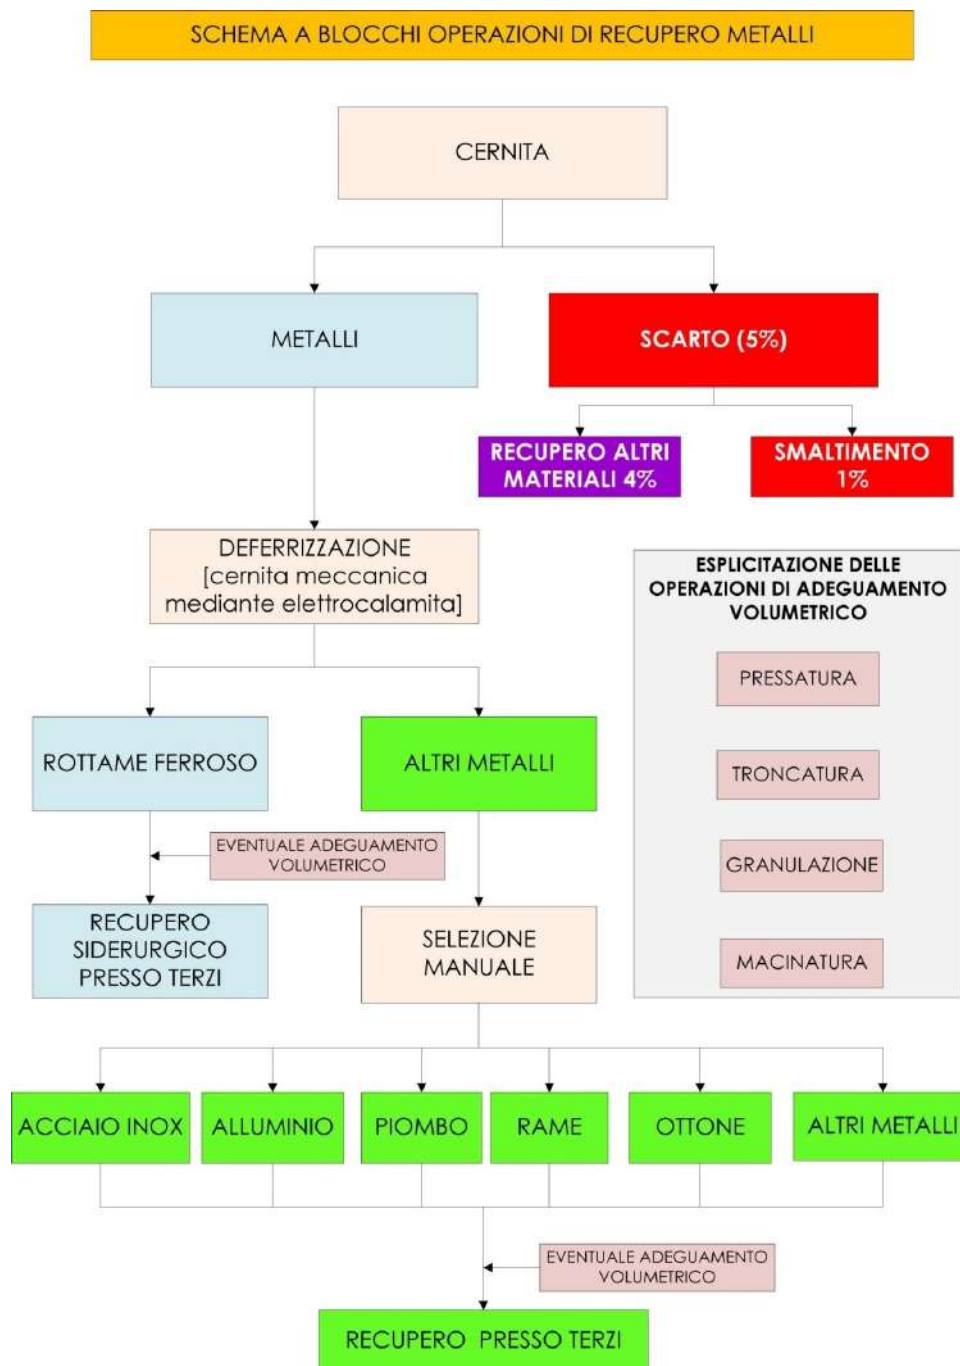 SCHEMA A BLOCCHI OPERAZIONI DI RECUPERO METALLI
CERNITA
METALLI
SCARTO (5%)
RECUPERO ALTRI
MATERIALI 4%
SMALTIMENTO
1%
DEFERRIZZAZIONE
[cernita meccanica
mediante elettrocalamita]
ESPLICITAZIONE DELLE
OPERAZIONI DI ADEGUAMENTO
VOLUMETRICO
PRESSATURA
TRONCATURA
GRANULAZIONE
MACINATURA
ROTTAME FERROSO
ALTRI METALLI
EVENTUALE ADEGUAMENTO
VOLUMETRICO
RECUPERO
SIDERURGICO
PRESSO TERZI
SELEZIONE
MANUALE
ACCIAIO INOX
ALLUMINIO
PIOMBO
RAME
OTTONE
ALTRI METALLI
EVENTUALE ADEGUAMENTO
VOLUMETRICO
RECUPERO PRESSO TERZI